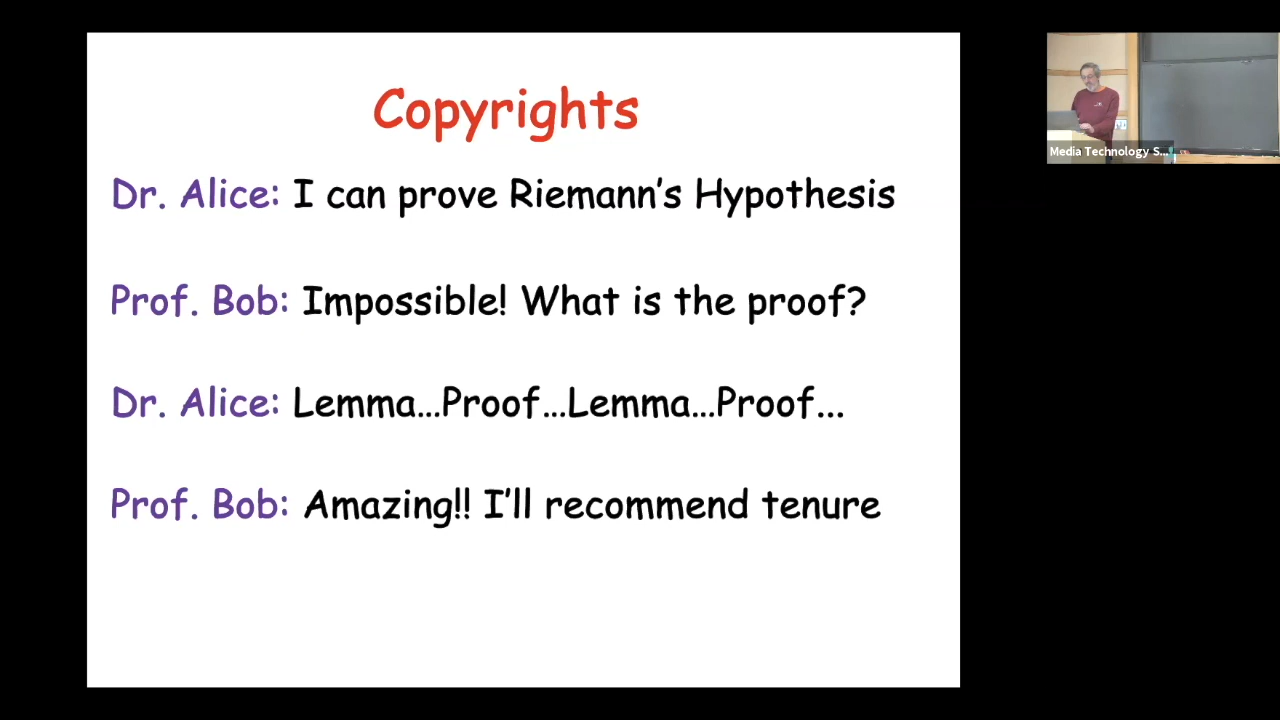 Copyrights
Dr. Alice: I can prove Riemann's Hypothesis
Prof. Bob: Impossible! What is the proof?
Dr. Alice: Lemma...Proof...Lemma...Proof...
Prof. Bob: Amazing!! I'll recommend tenure
Media Technology S...